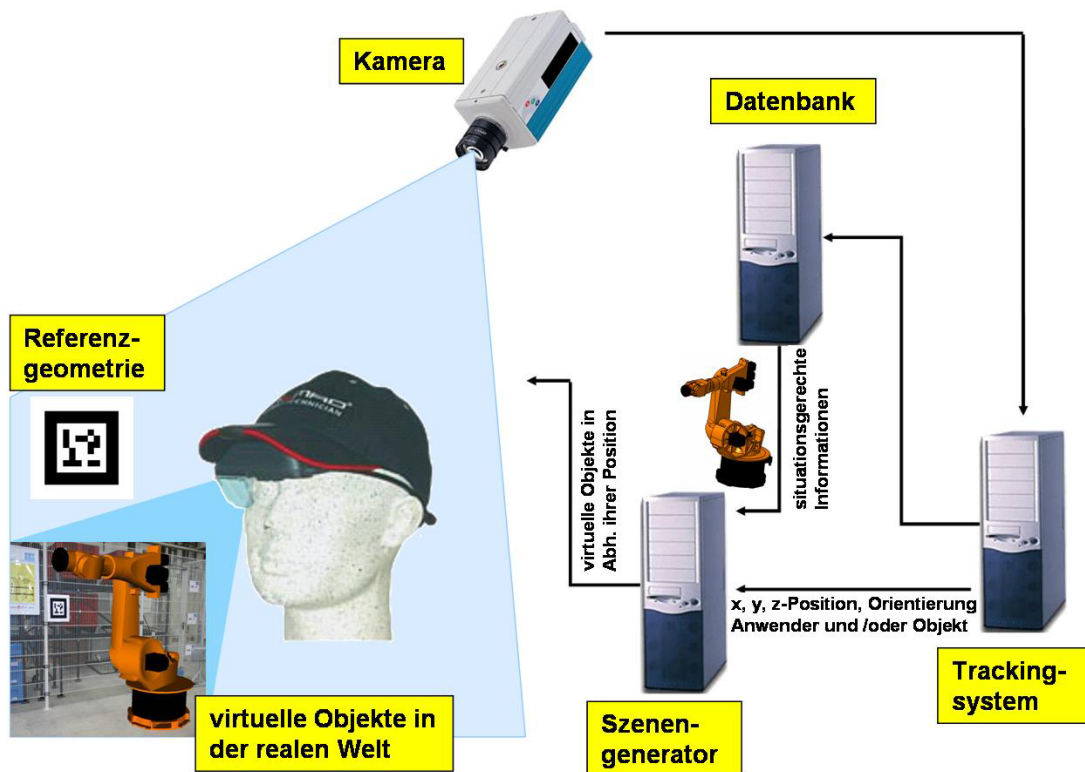 Kamera
Datenbank
Referenz-
geometrie
TECHNICIAN
situationsgerechte
Informationen
virtuelle Objekte in
Abh. ihrer Position
x, y, z-Position, Orientierung
Anwender und /oder Objekt
Tracking-
system
virtuelle Objekte in
der realen Welt
Szenen-
generator